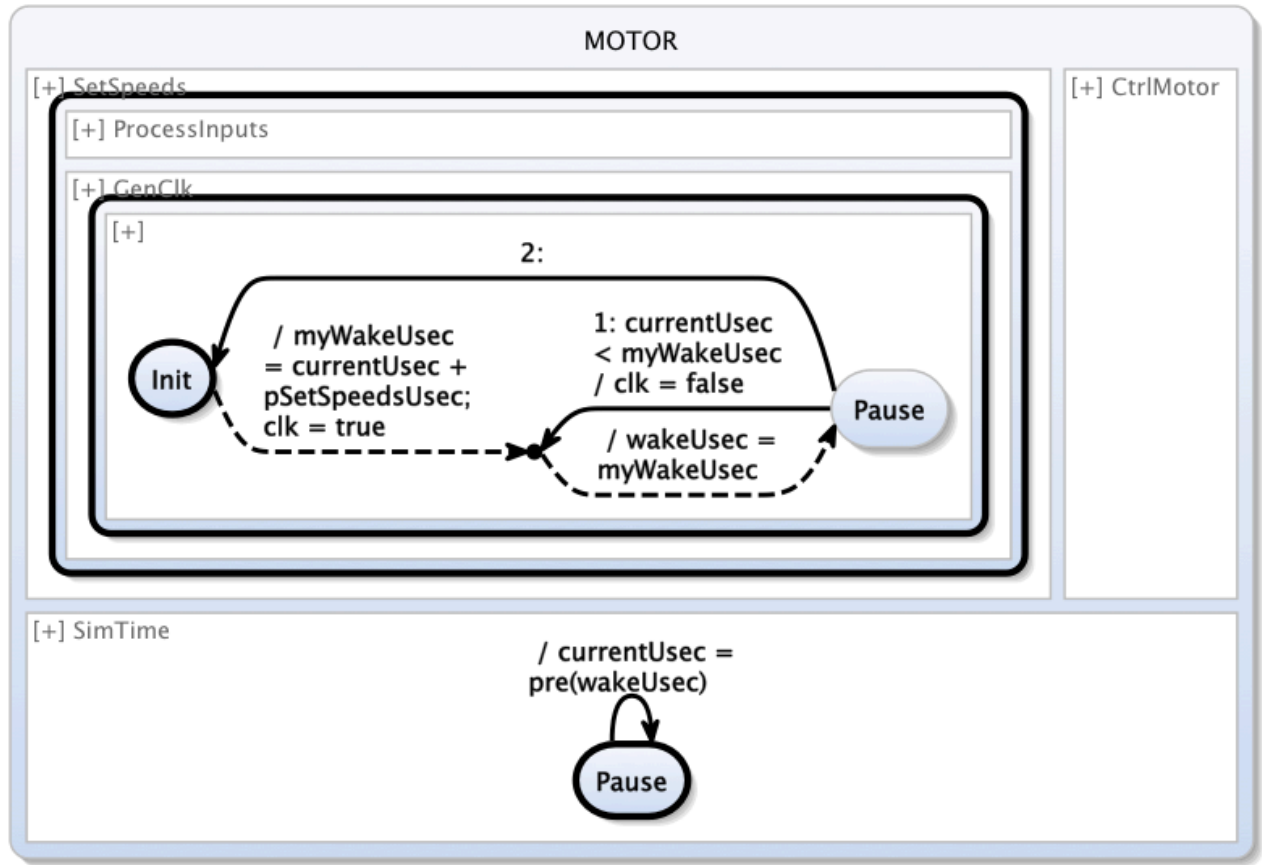 MOTOR
[+] SetSpeeds
[+] CtrlMotor
[+] ProcessInputs
[+] GenClk
[+]
2:
/ myWakeUsec
= currentUsec +
pSetSpeedsUsec;
clk = true
1: currentUsec
< myWakeUsec
/ clk = false
Init
Pause
/ wakeUsec =
myWakeUsec
[+] SimTime
/ currentUsec =
pre(wakeUsec)
Pause